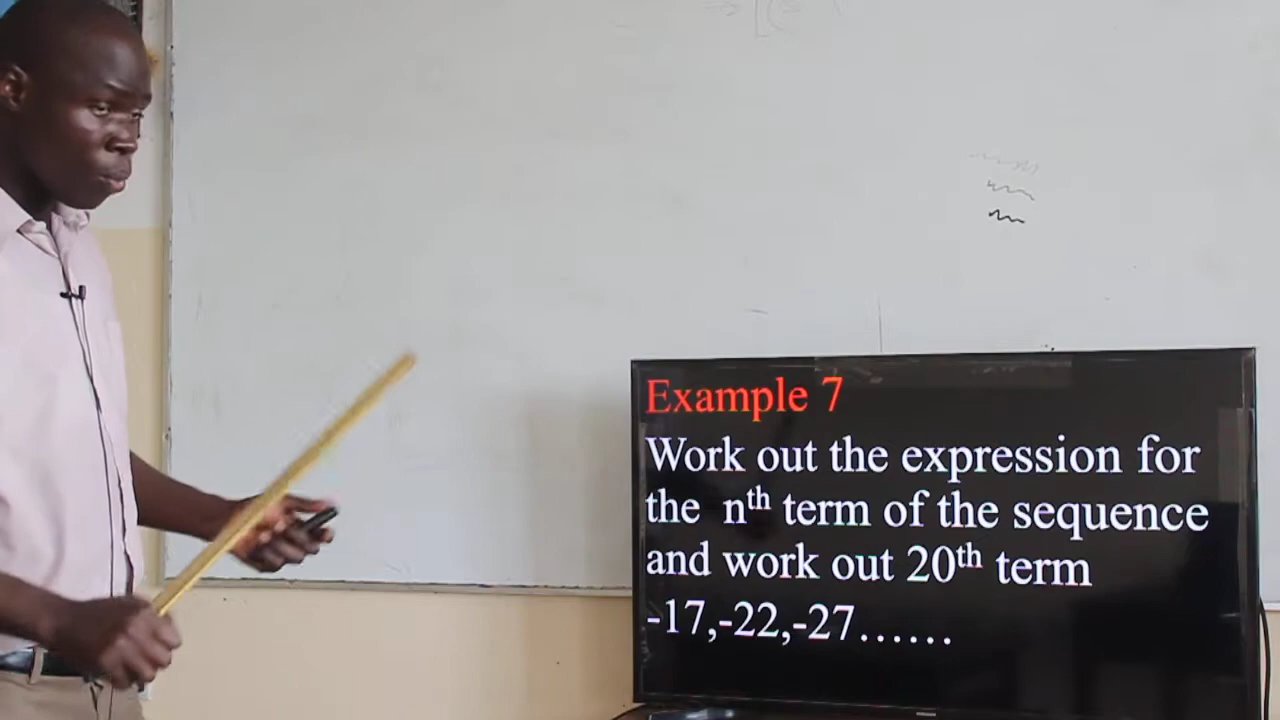 Example 7
Work out the expression for
the nth term of the sequence
and work out 20th term
-17,-22,-27......